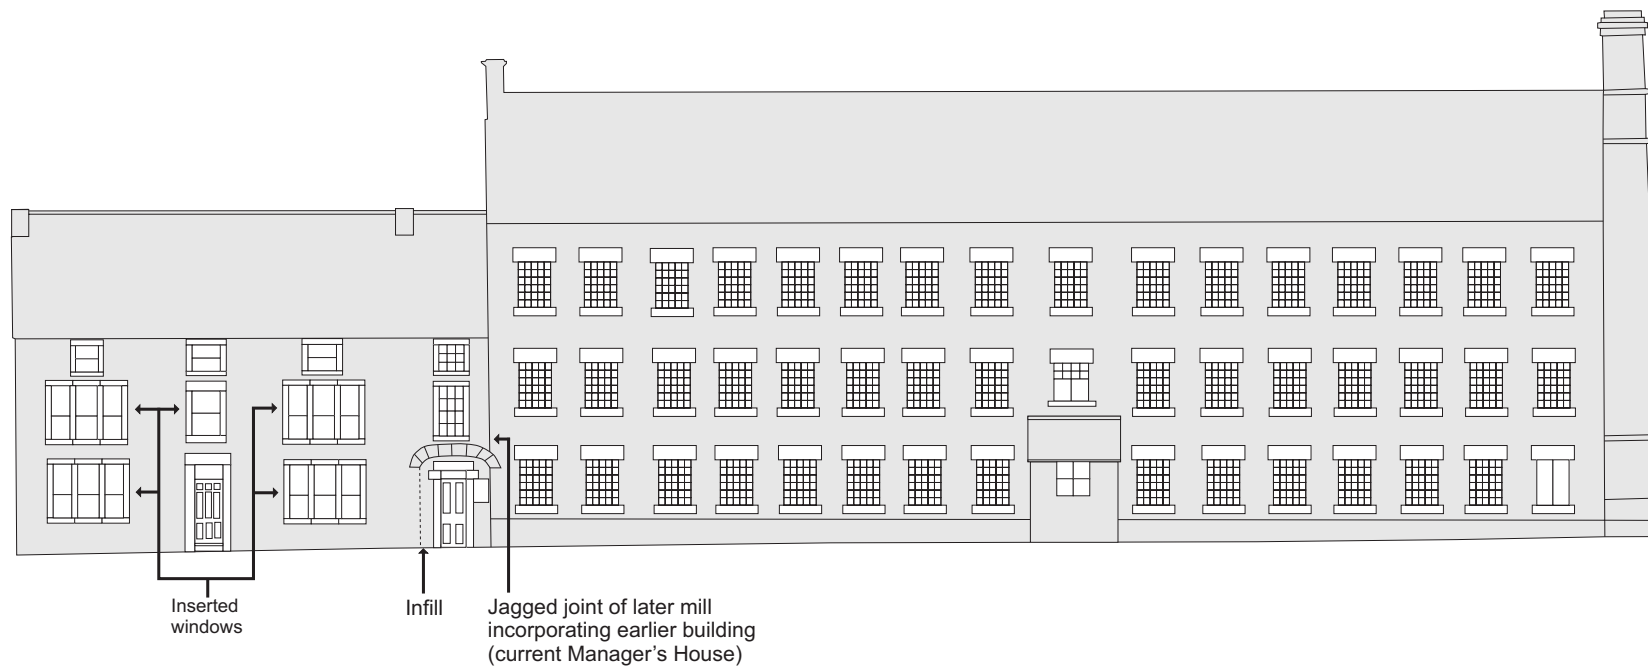 Inserted
windows
Infill
Jagged joint of later mill
incorporating earlier building
(current Manager's House)